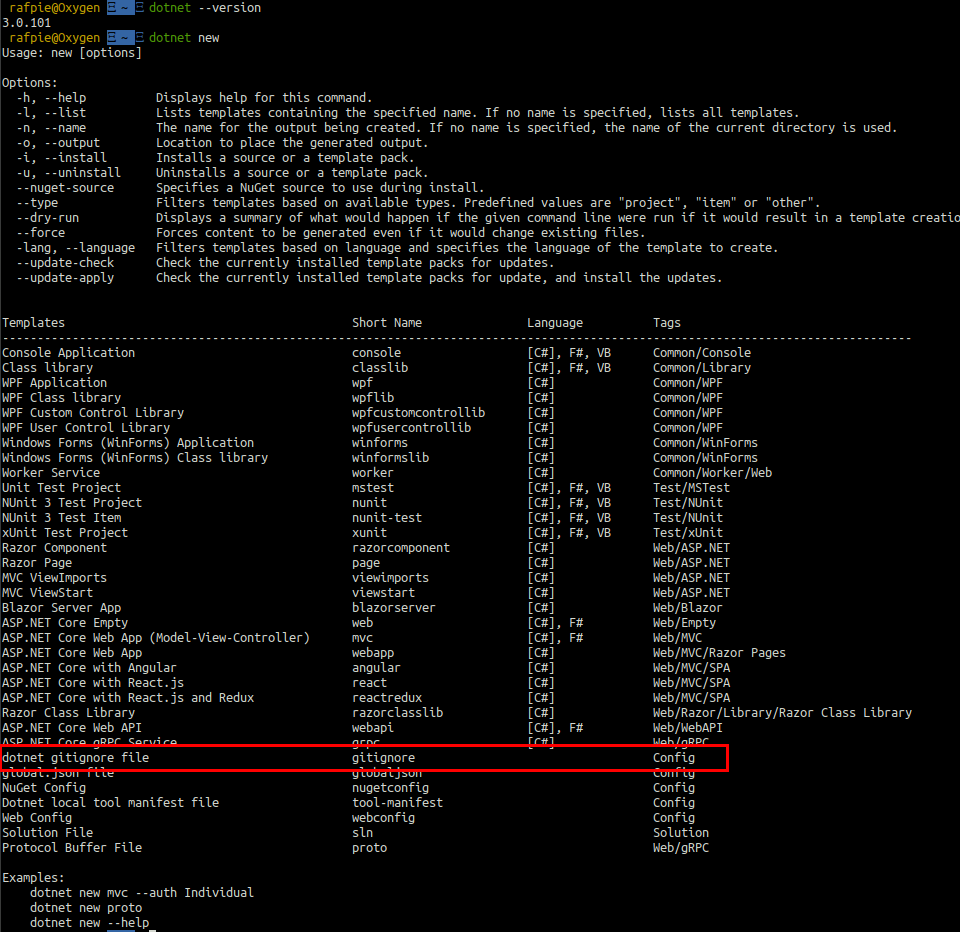 rafpie@Oxygen ~ dotnet --version
3.0.101
rafpie@Oxygen ~ dotnet new
Usage: new [options]
Options:
-h, --help Displays help for this command.
-l, --list Lists templates containing the specified name. If no name is specified, lists all templates.
-n, --name The name for the output being created. If no name is specified, the name of the current directory is used.
-o, --output Location to place the generated output.
-i, --install Installs a source or a template pack.
-u, --uninstall Uninstalls a source or a template pack.
--nuget-source Specifies a NuGet source to use during install.
--type Filters templates based on available types. Predefined values are "project", "item" or "other".
--dry-run Displays a summary of what would happen if the given command line were run if it would result in a template creatio
--force Forces content to be generated even if it would change existing files.
-lang, --language Filters templates based on language and specifies the language of the template to create.
--update-check Check the currently installed template packs for updates.
--update-apply Check the currently installed template packs for update, and install the updates.
Templates Short Name Language Tags
----------------------------------------------------------------------------------------------------------------------------------
Console Application console [C#], F#, VB Common/Console
Class library classlib [C#], F#, VB Common/Library
WPF Application wpf [C#] Common/WPF
WPF Class library wpflib [C#] Common/WPF
WPF Custom Control Library wpfcustomcontrollib [C#] Common/WPF
WPF User Control Library wpfusercontrollib [C#] Common/WPF
Windows Forms (WinForms) Application winforms [C#] Common/WinForms
Windows Forms (WinForms) Class library winformslib [C#] Common/WinForms
Worker Service worker [C#] Common/Worker/Web
Unit Test Project mstest [C#], F#, VB Test/MSTest
NUnit 3 Test Project nunit [C#], F#, VB Test/NUnit
NUnit 3 Test Item nunit-test [C#], F#, VB Test/NUnit
xUnit Test Project xunit [C#], F#, VB Test/xUnit
Razor Component razorcomponent [C#] Web/ASP.NET
Razor Page page [C#] Web/ASP.NET
MVC ViewImports viewimports [C#] Web/ASP.NET
MVC ViewStart viewstart [C#] Web/ASP.NET
Blazor Server App blazorserver [C#] Web/Blazor
ASP.NET Core Empty web [C#], F# Web/Empty
ASP.NET Core Web App (Model-View-Controller) mvc [C#], F# Web/MVC
ASP.NET Core Web App webapp [C#] Web/MVC/Razor Pages
ASP.NET Core with Angular angular [C#] Web/MVC/SPA
ASP.NET Core with React.js react [C#] Web/MVC/SPA
ASP.NET Core with React.js and Redux reactredux [C#] Web/MVC/SPA
Razor Class Library razorclasslib [C#] Web/Razor/Library/Razor Class Library
ASP.NET Core Web API webapi [C#], F# Web/WebAPI
ASP.NET Core gRPC Service grpc [C#] Web/gRPC
dotnet gitignore file gitignore Config
global.json file globaljson Config
NuGet Config nugetconfig Config
Dotnet local tool manifest file tool-manifest Config
Web Config webconfig Config
Solution File sln Solution
Protocol Buffer File proto Web/gRPC
Examples:
dotnet new mvc --auth Individual
dotnet new proto
dotnet new --help